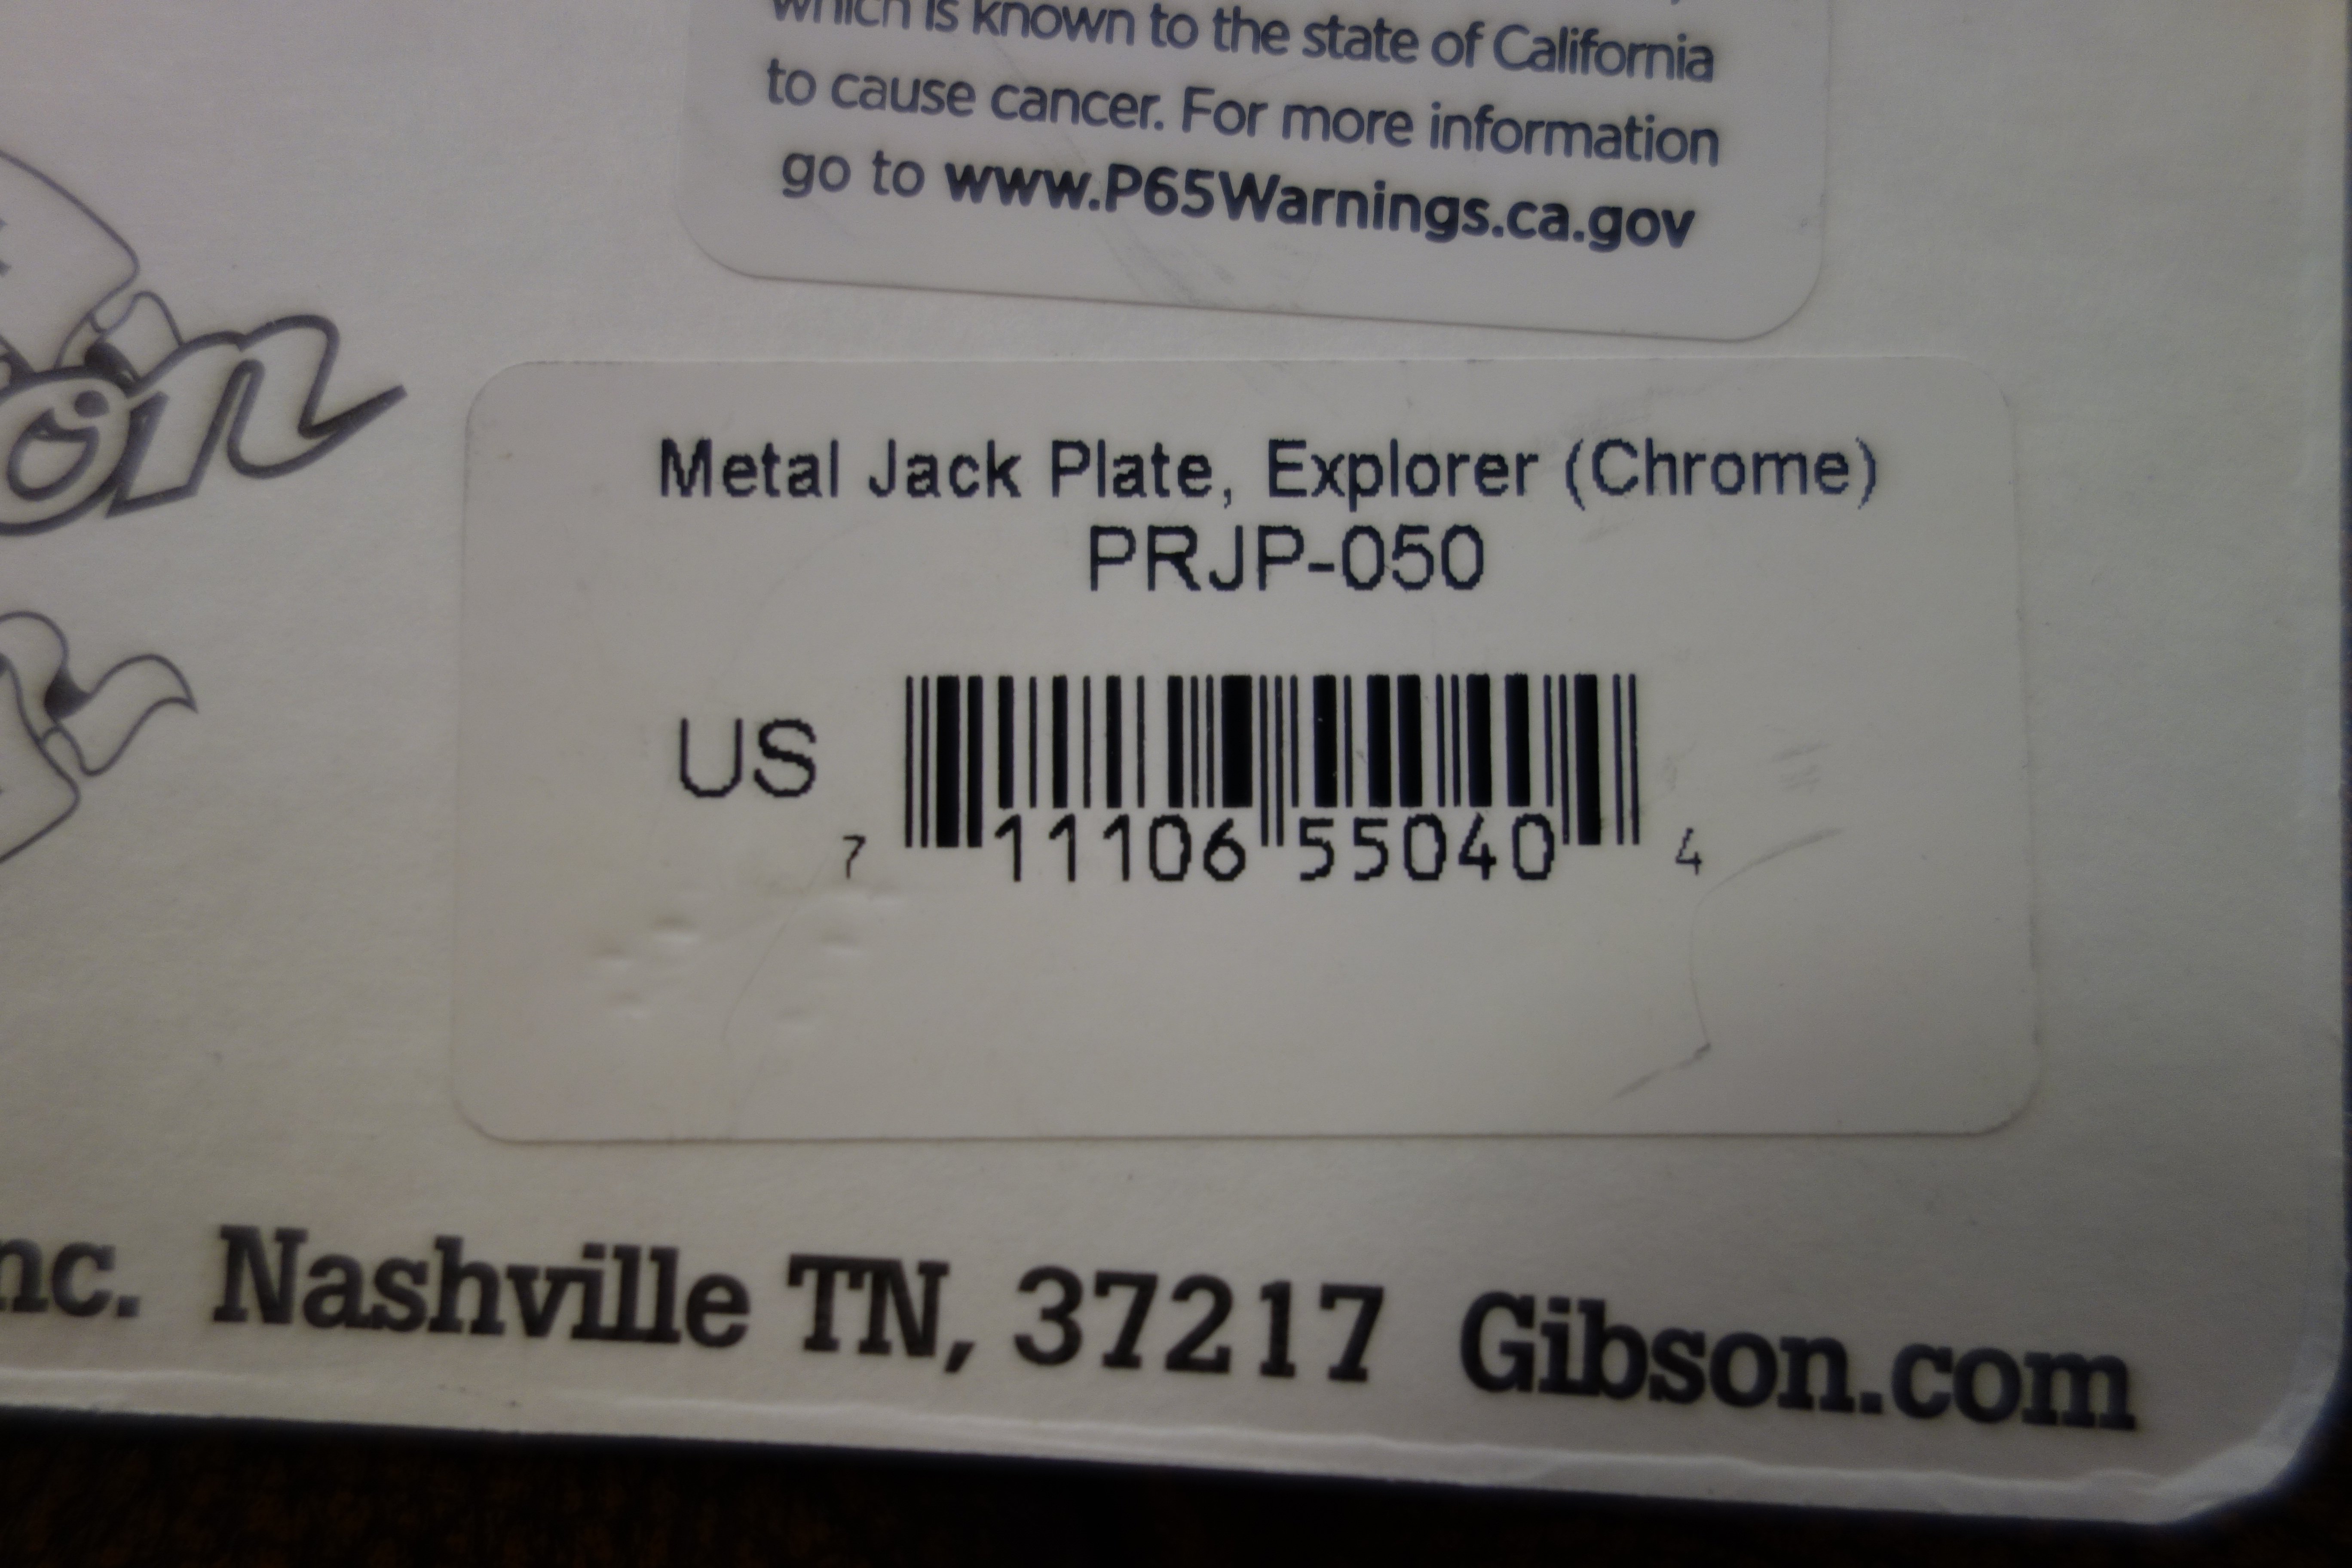 which is known to the state of California
to cause cancer. For more information
go to www.P65Warnings.ca.gov
on
Metal Jack Plate, Explorer (Chrome)
PRJP-050
US
7 11106 55040 4
nc. Nashville TN, 37217 Gibson.com